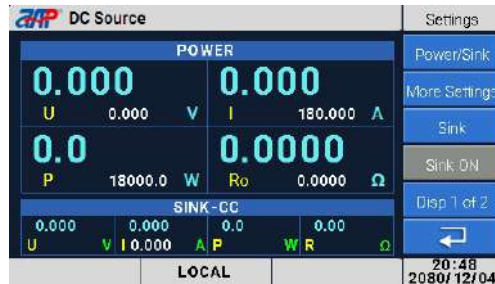 AAP DC Source
Settings
POWER
Power/Sink
0.000 0.000
U 0.000 V I 180.000 A
More Settings
Sink
0.0 0.0000
P 18000.0 W Ro 0.0000 Ω
Sink ON
SINK-CC
Disp 1 of 2
0.000 0.000 0.0 0.00
U V I 0.000 A P W R Ω
LOCAL
20:48
2080/12/04